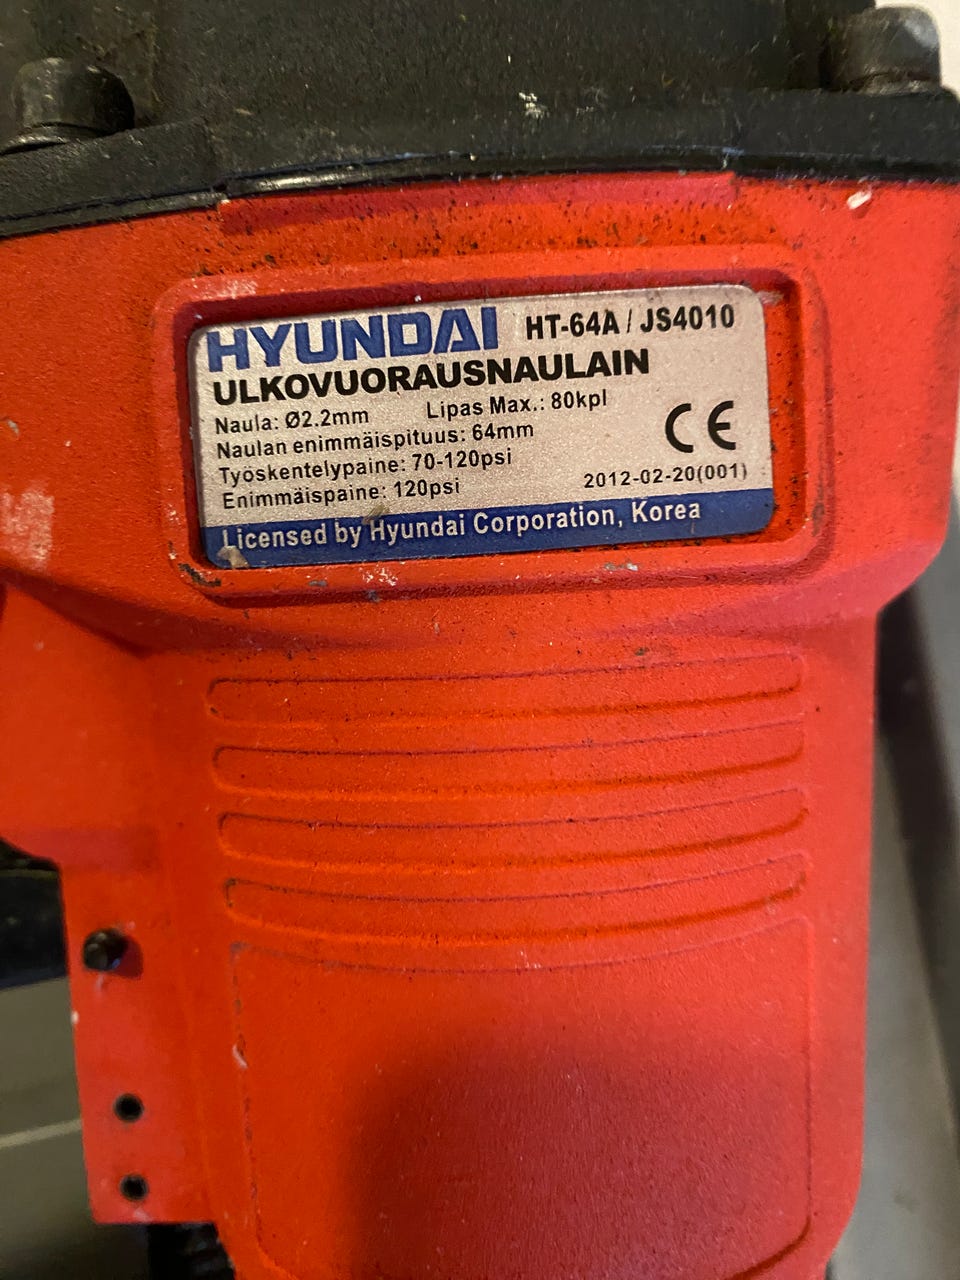 HYUNDAI HT-64A / JS4010
ULKOVUORAUSNAULAIN
Naula: Ø2.2mm Lipas Max.: 80kpl
Naulan enimmäispituus: 64mm
Työskentelypaine: 70-120psi
Enimmäispaine: 120psi
CE
2012-02-20(001)
Licensed by Hyundai Corporation, Korea